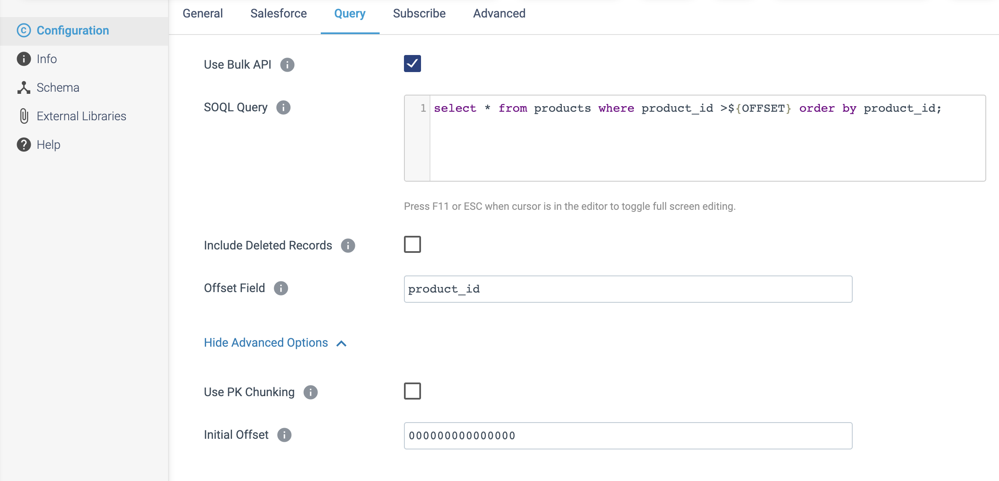 General Salesforce Query Subscribe Advanced
Configuration
Info
Schema
External Libraries
Help
Use Bulk API
SOQL Query
1 select * from products where product_id >${OFFSET} order by product_id;
Press F11 or ESC when cursor is in the editor to toggle full screen editing.
Include Deleted Records
Offset Field
product_id
Hide Advanced Options
Use PK Chunking
Initial Offset
000000000000000